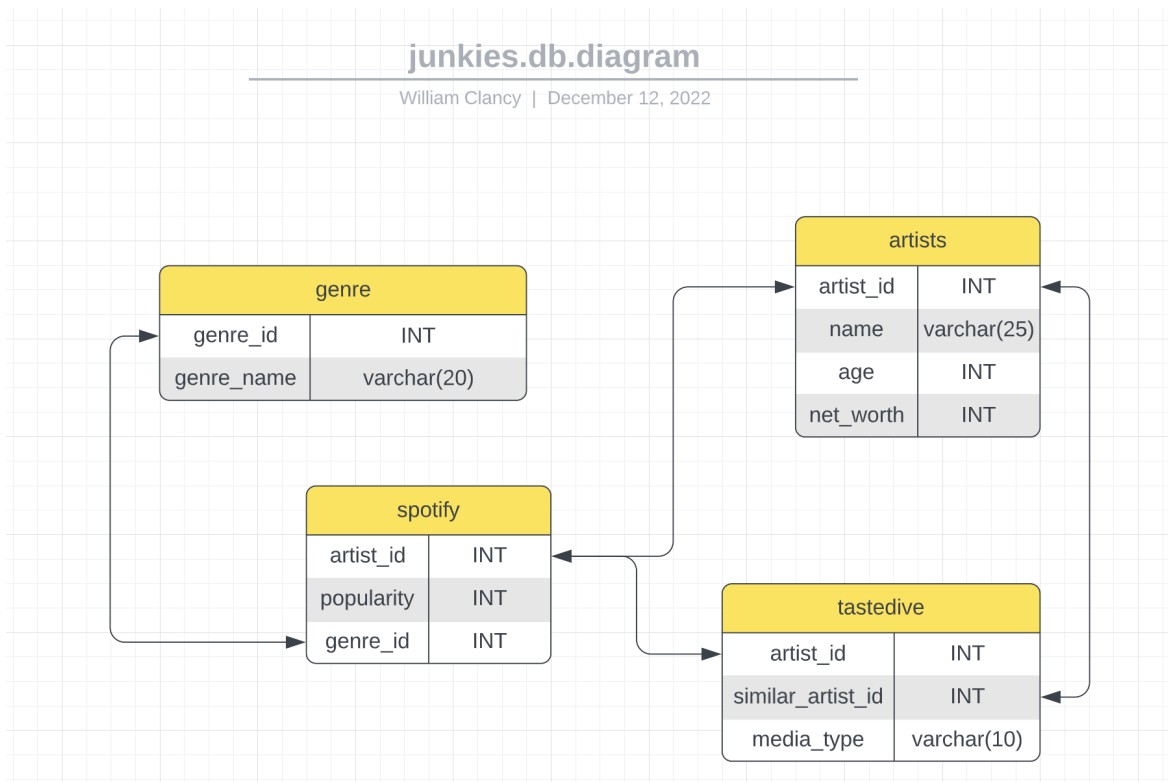 junkies.db.diagram
William Clancy | December 12, 2022
genre
genre_id INT
genre_name varchar(20)
artists
artist_id INT
name varchar(25)
age INT
net_worth INT
spotify
artist_id INT
popularity INT
genre_id INT
tastedive
artist_id INT
similar_artist_id INT
media_type varchar(10)